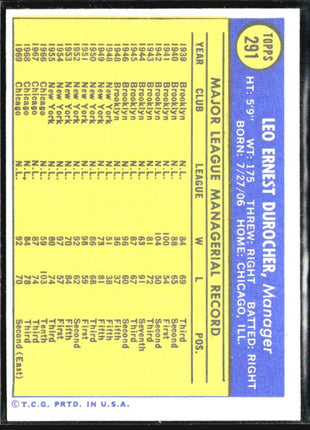 TOPPS
291
LEO ERNEST DUROCHER, Manager
HT: 5'9" WT: 175 THREW: RIGHT BATTED: RIGHT
BORN: 7/27/06 HOME: CHICAGO, ILL.
MAJOR LEAGUE MANAGERIAL RECORD
YEAR CLUB LEAGUE W L POS.
1939 Brooklyn N.L. 84 69 Third
1940 Brooklyn N.L. 88 65 Second
1941 Brooklyn N.L. 100 54 First
1942 Brooklyn N.L. 104 50 Second
1943 Brooklyn N.L. 81 72 Third
1944 Brooklyn N.L. 63 91 Seventh
1945 Brooklyn N.L. 87 67 Third
1946 Brooklyn N.L. 96 60 Second
1948 Brooklyn N.L.
1948 New York N.L. 41 38 Fifth
1949 New York N.L. 73 81 Fifth
1950 New York N.L. 86 68 Third
1951 New York N.L. 98 59 First
1952 New York N.L. 92 62 Second
1953 New York N.L. 70 84 Fifth
1954 New York N.L. 97 57 First
1955 New York N.L. 80 74 Third
1966 Chicago N.L. 59 103 Tenth
1967 Chicago N.L. 87 74 Third
1968 Chicago N.L. 84 78 Third
1969 Chicago N.L. 92 70 Second (East)
© T.C.G. PRTD. IN U.S.A.